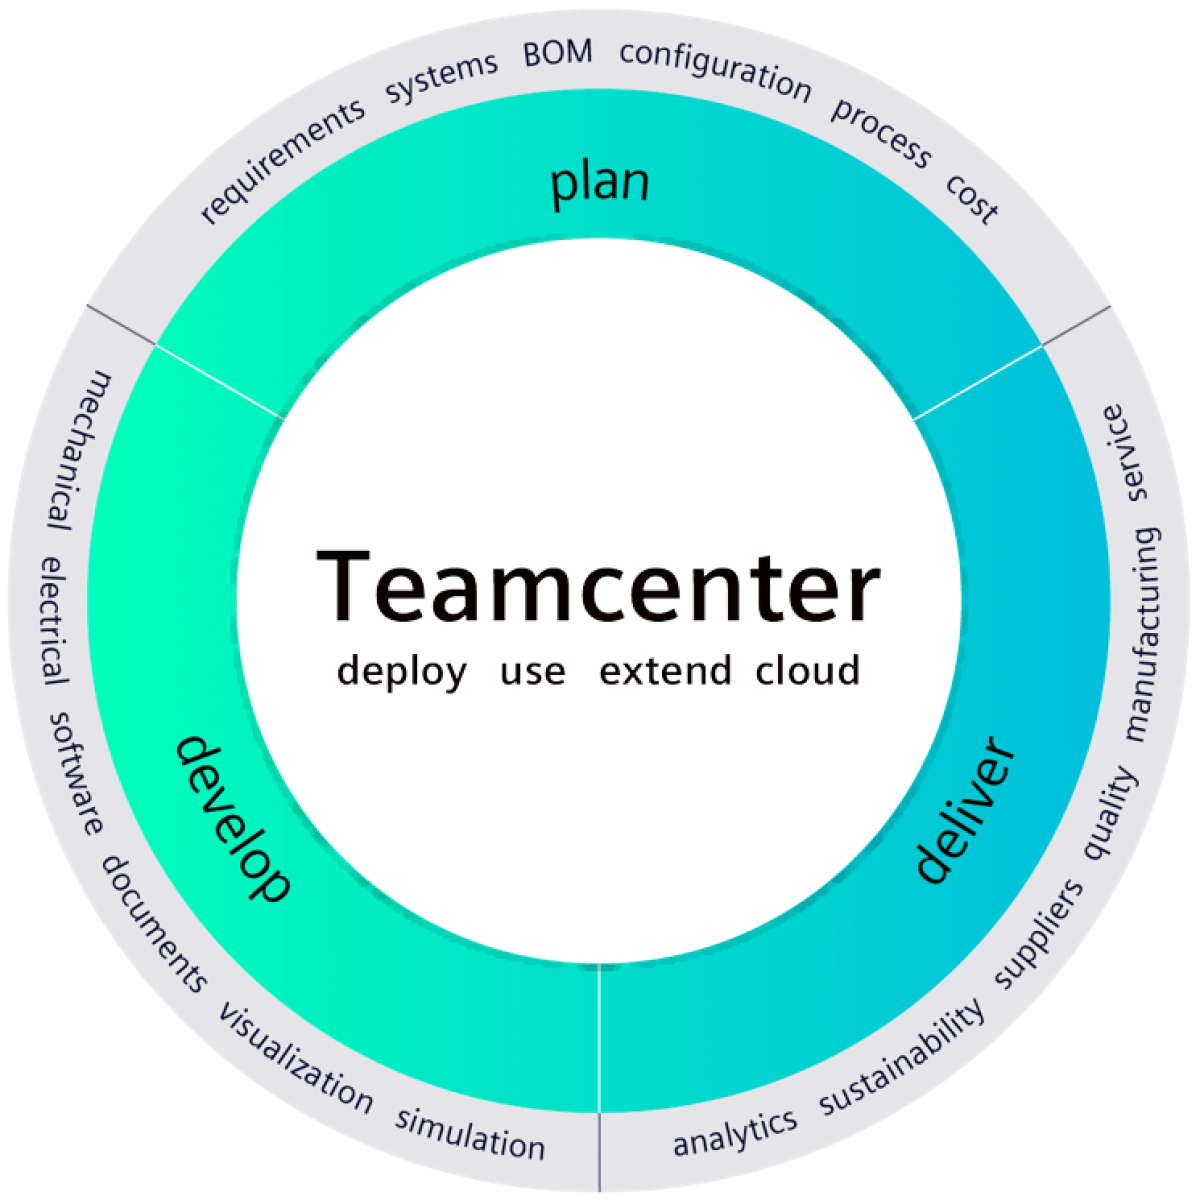 requirements systems BOM configuration process cost
plan
mechanical electrical software documents visualization simulation
develop
Teamcenter
deploy use extend cloud
deliver
analytics sustainability suppliers quality manufacturing service